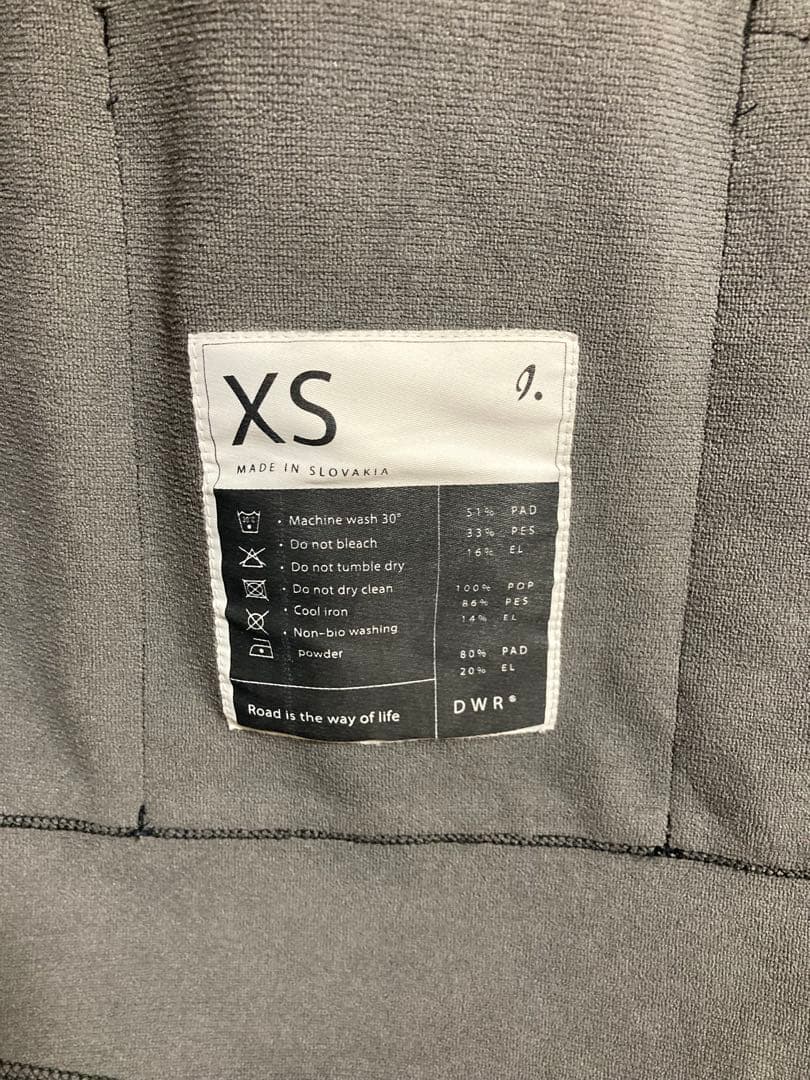 XS
J.
MADE IN SLOVAKIA
30°C
• Machine wash 30°
• Do not bleach
• Do not tumble dry
• Do not dry clean
• Cool iron
• Non-bio washing
powder
51% PAD
33% PES
16% EL
100% POP
86% PES
14% EL
80% PAD
20% EL
Road is the way of life
DWR®